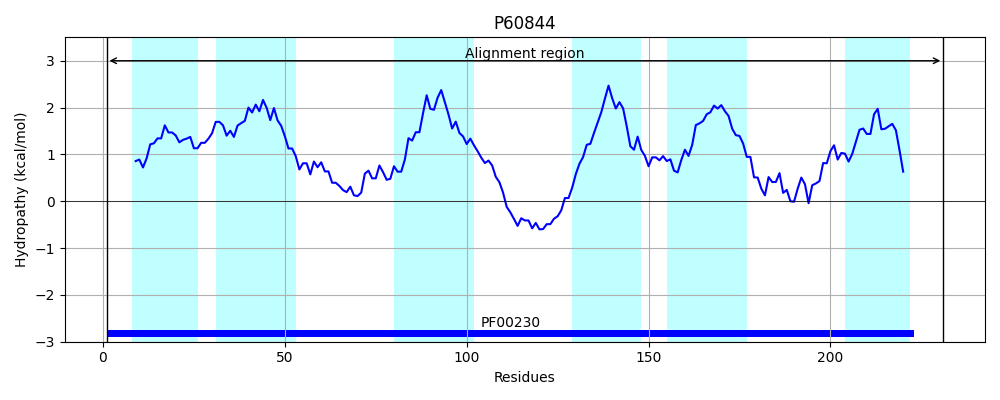 P60844
Alignment region
PF00230
3
2
1
0
−1
−2
−3
Hydropathy (kcal/mol)
0 50 100 150 200
Residues